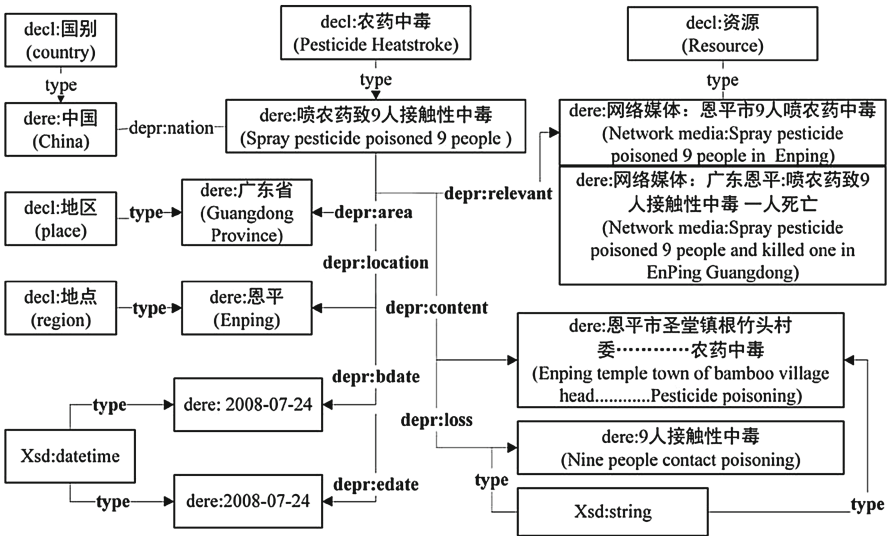 decl:国别
(country)
decl:农药中毒
(Pesticide Heatstroke)
decl:资源
(Resource)
type
type
type
dere:中国
(China)
depr:nation
dere:喷农药致9人接触性中毒
(Spray pesticide poisoned 9 people )
dere:网络媒体：恩平市9人喷农药中毒
(Network media:Spray pesticide
poisoned 9 people in Enping)
depr:relevant
dere:网络媒体：广东恩平:喷农药致9
人接触性中毒 一人死亡
(Network media:Spray pesticide
poisoned 9 people and killed one in
EnPing Guangdong)
decl:地区
(place)
type
dere:广东省
(Guangdong
Province)
depr:area
depr:location
decl:地点
(region)
type
dere:恩平
(Enping)
depr:content
dere:恩平市圣堂镇根竹头村
委…………农药中毒
(Enping temple town of bamboo village
head............Pesticide poisoning)
depr:bdate
type
dere: 2008-07-24
depr:loss
Xsd:datetime
dere:9人接触性中毒
(Nine people contact poisoning)
depr:edate
type
dere:2008-07-24
type
Xsd:string
type